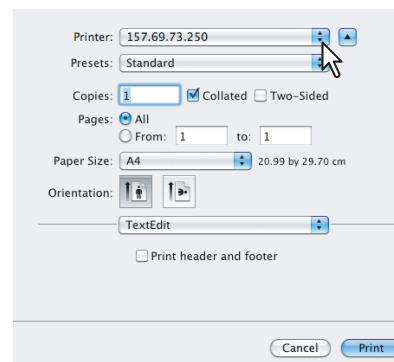 Printer: 157.69.73.250
Presets: Standard
Copies: 1 Collated Two-Sided
Pages: All
From: 1 to: 1
Paper Size: A4 20.99 by 29.70 cm
Orientation:
TextEdit
Print header and footer
Cancel Print